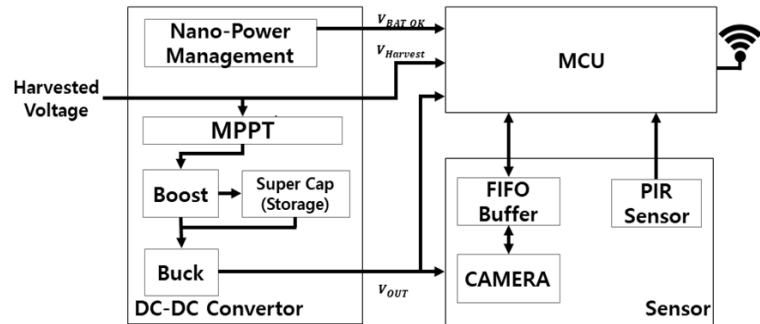 Nano-Power
Management
V_BAT OK
V_Harvest
MCU
Harvested
Voltage
MPPT
Boost
Super Cap
(Storage)
FIFO
Buffer
PIR
Sensor
Buck
V_OUT
CAMERA
DC-DC Convertor
Sensor